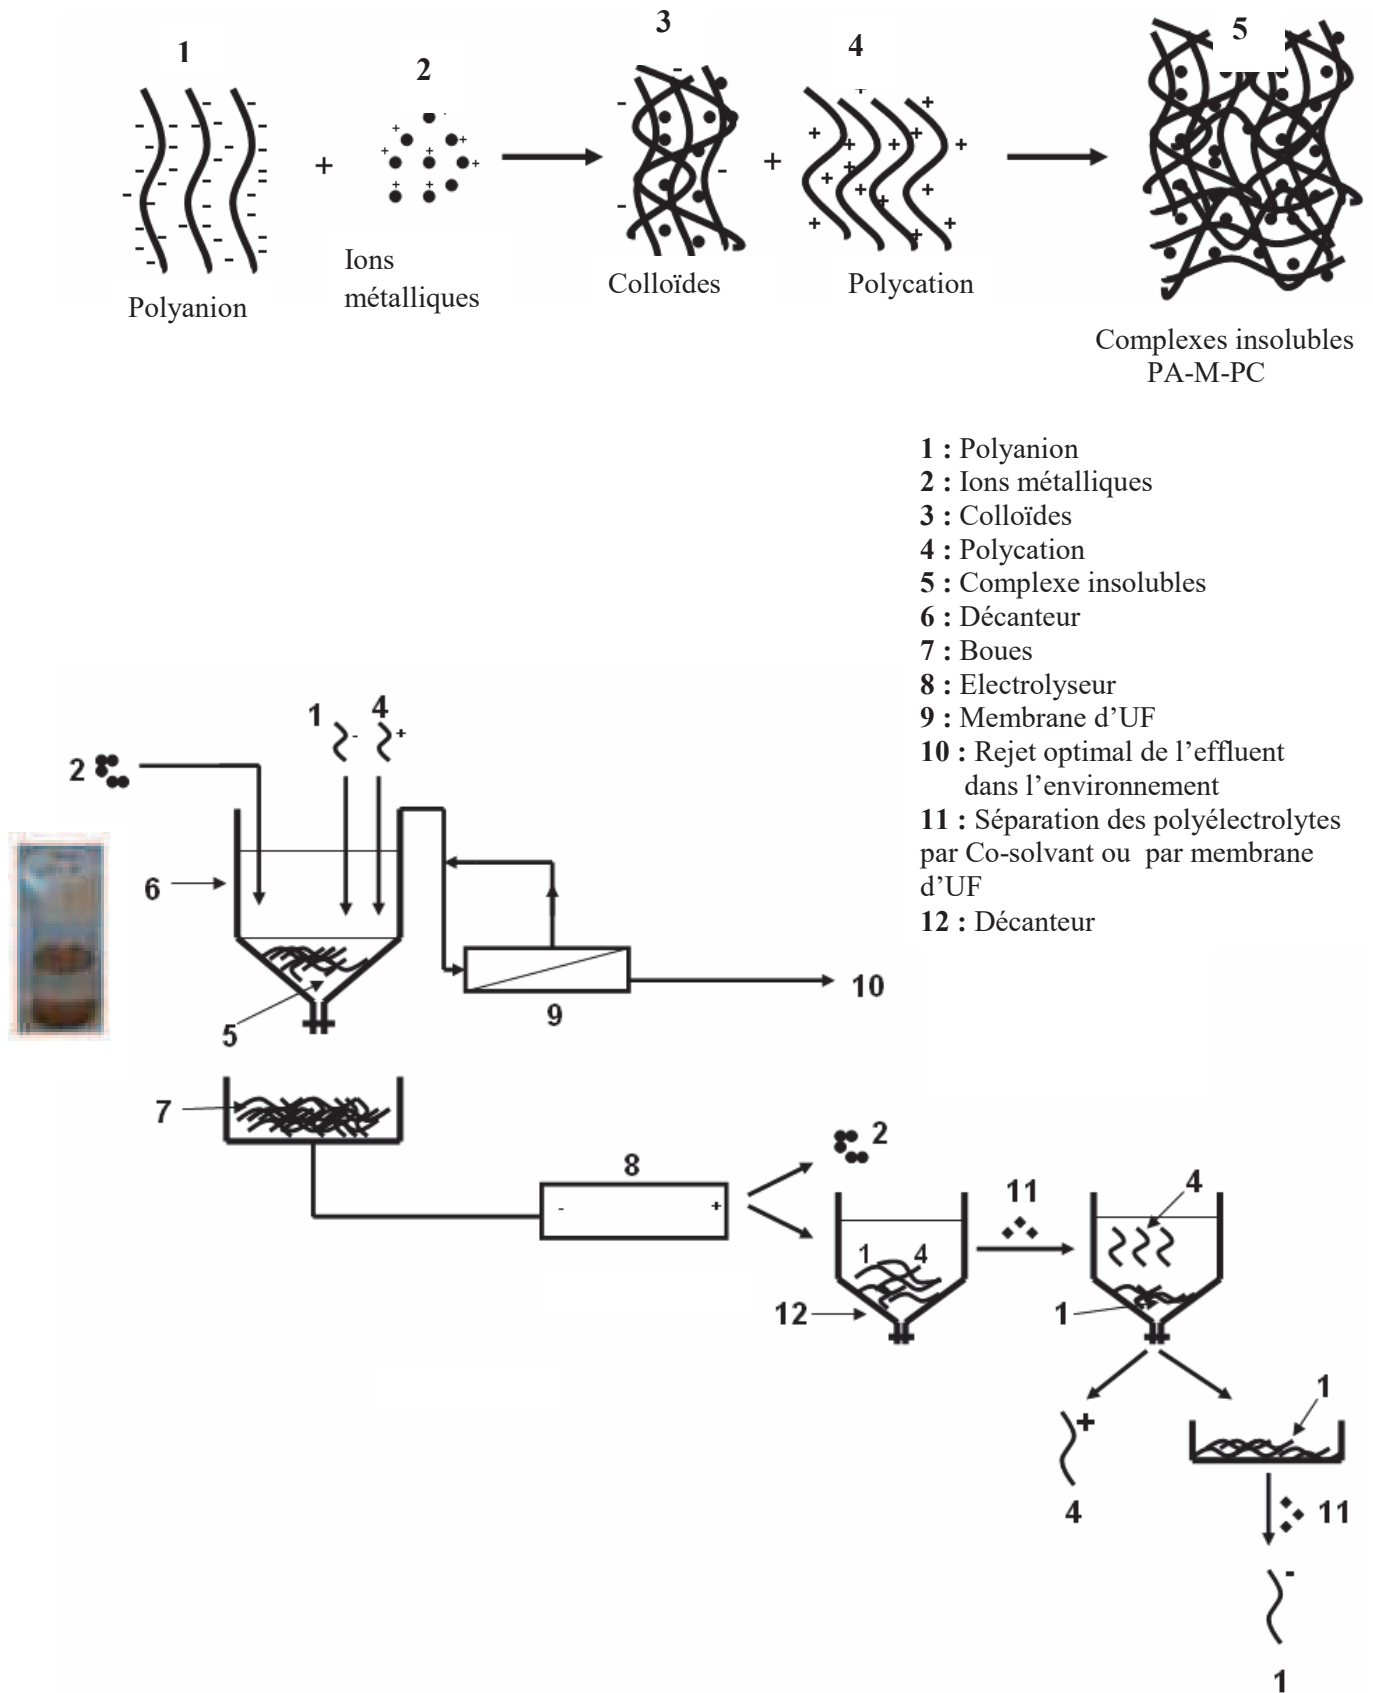 1
2
3
4
5
+
+
Polyanion
Ions
métalliques
Colloïdes
Polycation
Complexes insolubles
PA-M-PC
1 : Polyanion
2 : Ions métalliques
3 : Colloïdes
4 : Polycation
5 : Complexe insolubles
6 : Décanteur
7 : Boues
8 : Electrolyseur
9 : Membrane d’UF
10 : Rejet optimal de l’effluent
dans l’environnement
11 : Séparation des polyélectrolytes
par Co-solvant ou par membrane
d’UF
12 : Décanteur
1
4
- +
2
6
5
9
10
7
8
- +
2
11
4
1 4
12
1
1
+
4
11
-
1